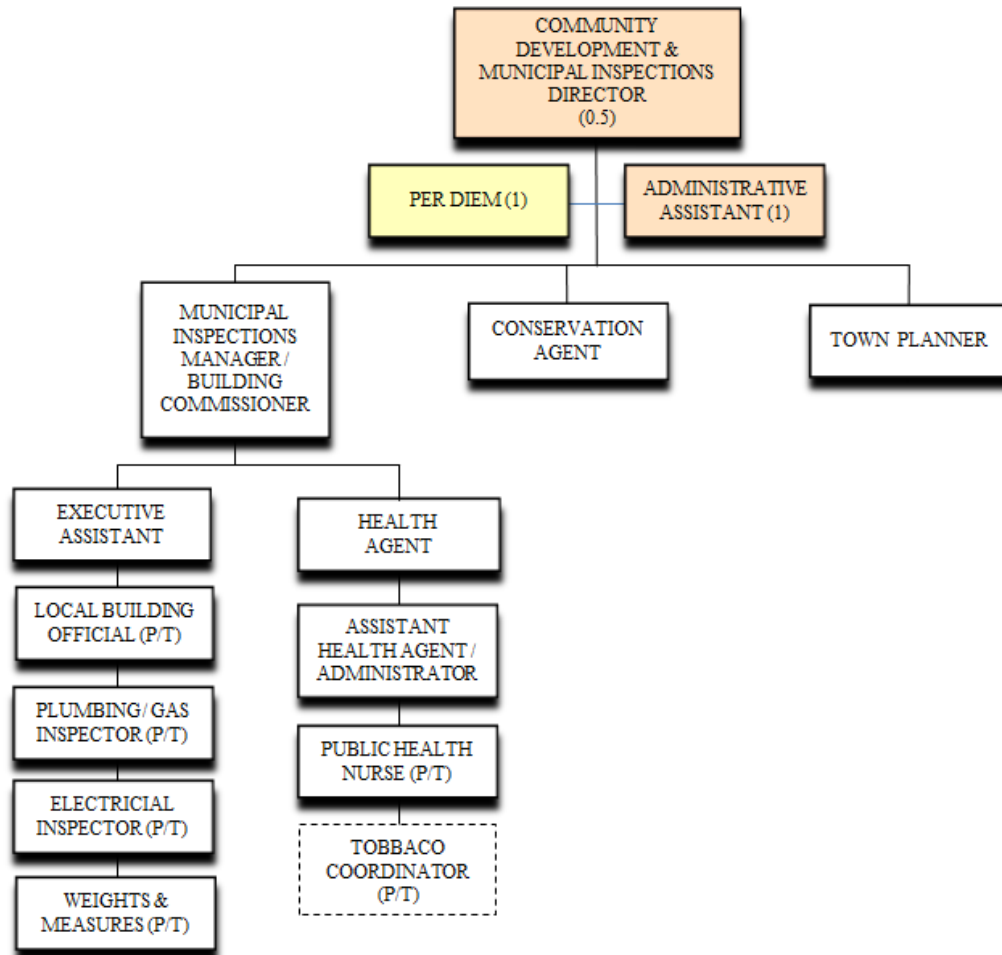 COMMUNITY
DEVELOPMENT &
MUNICIPAL INSPECTIONS
DIRECTOR
(0.5)
PER DIEM (1)
ADMINISTRATIVE
ASSISTANT (1)
MUNICIPAL
INSPECTIONS
MANAGER /
BUILDING
COMMISSIONER
CONSERVATION
AGENT
TOWN PLANNER
EXECUTIVE
ASSISTANT
LOCAL BUILDING
OFFICIAL (P/T)
PLUMBING / GAS
INSPECTOR (P/T)
ELECTRICIAL
INSPECTOR (P/T)
WEIGHTS &
MEASURES (P/T)
HEALTH
AGENT
ASSISTANT
HEALTH AGENT /
ADMINISTRATOR
PUBLIC HEALTH
NURSE (P/T)
TOBBACO
COORDINATOR
(P/T)